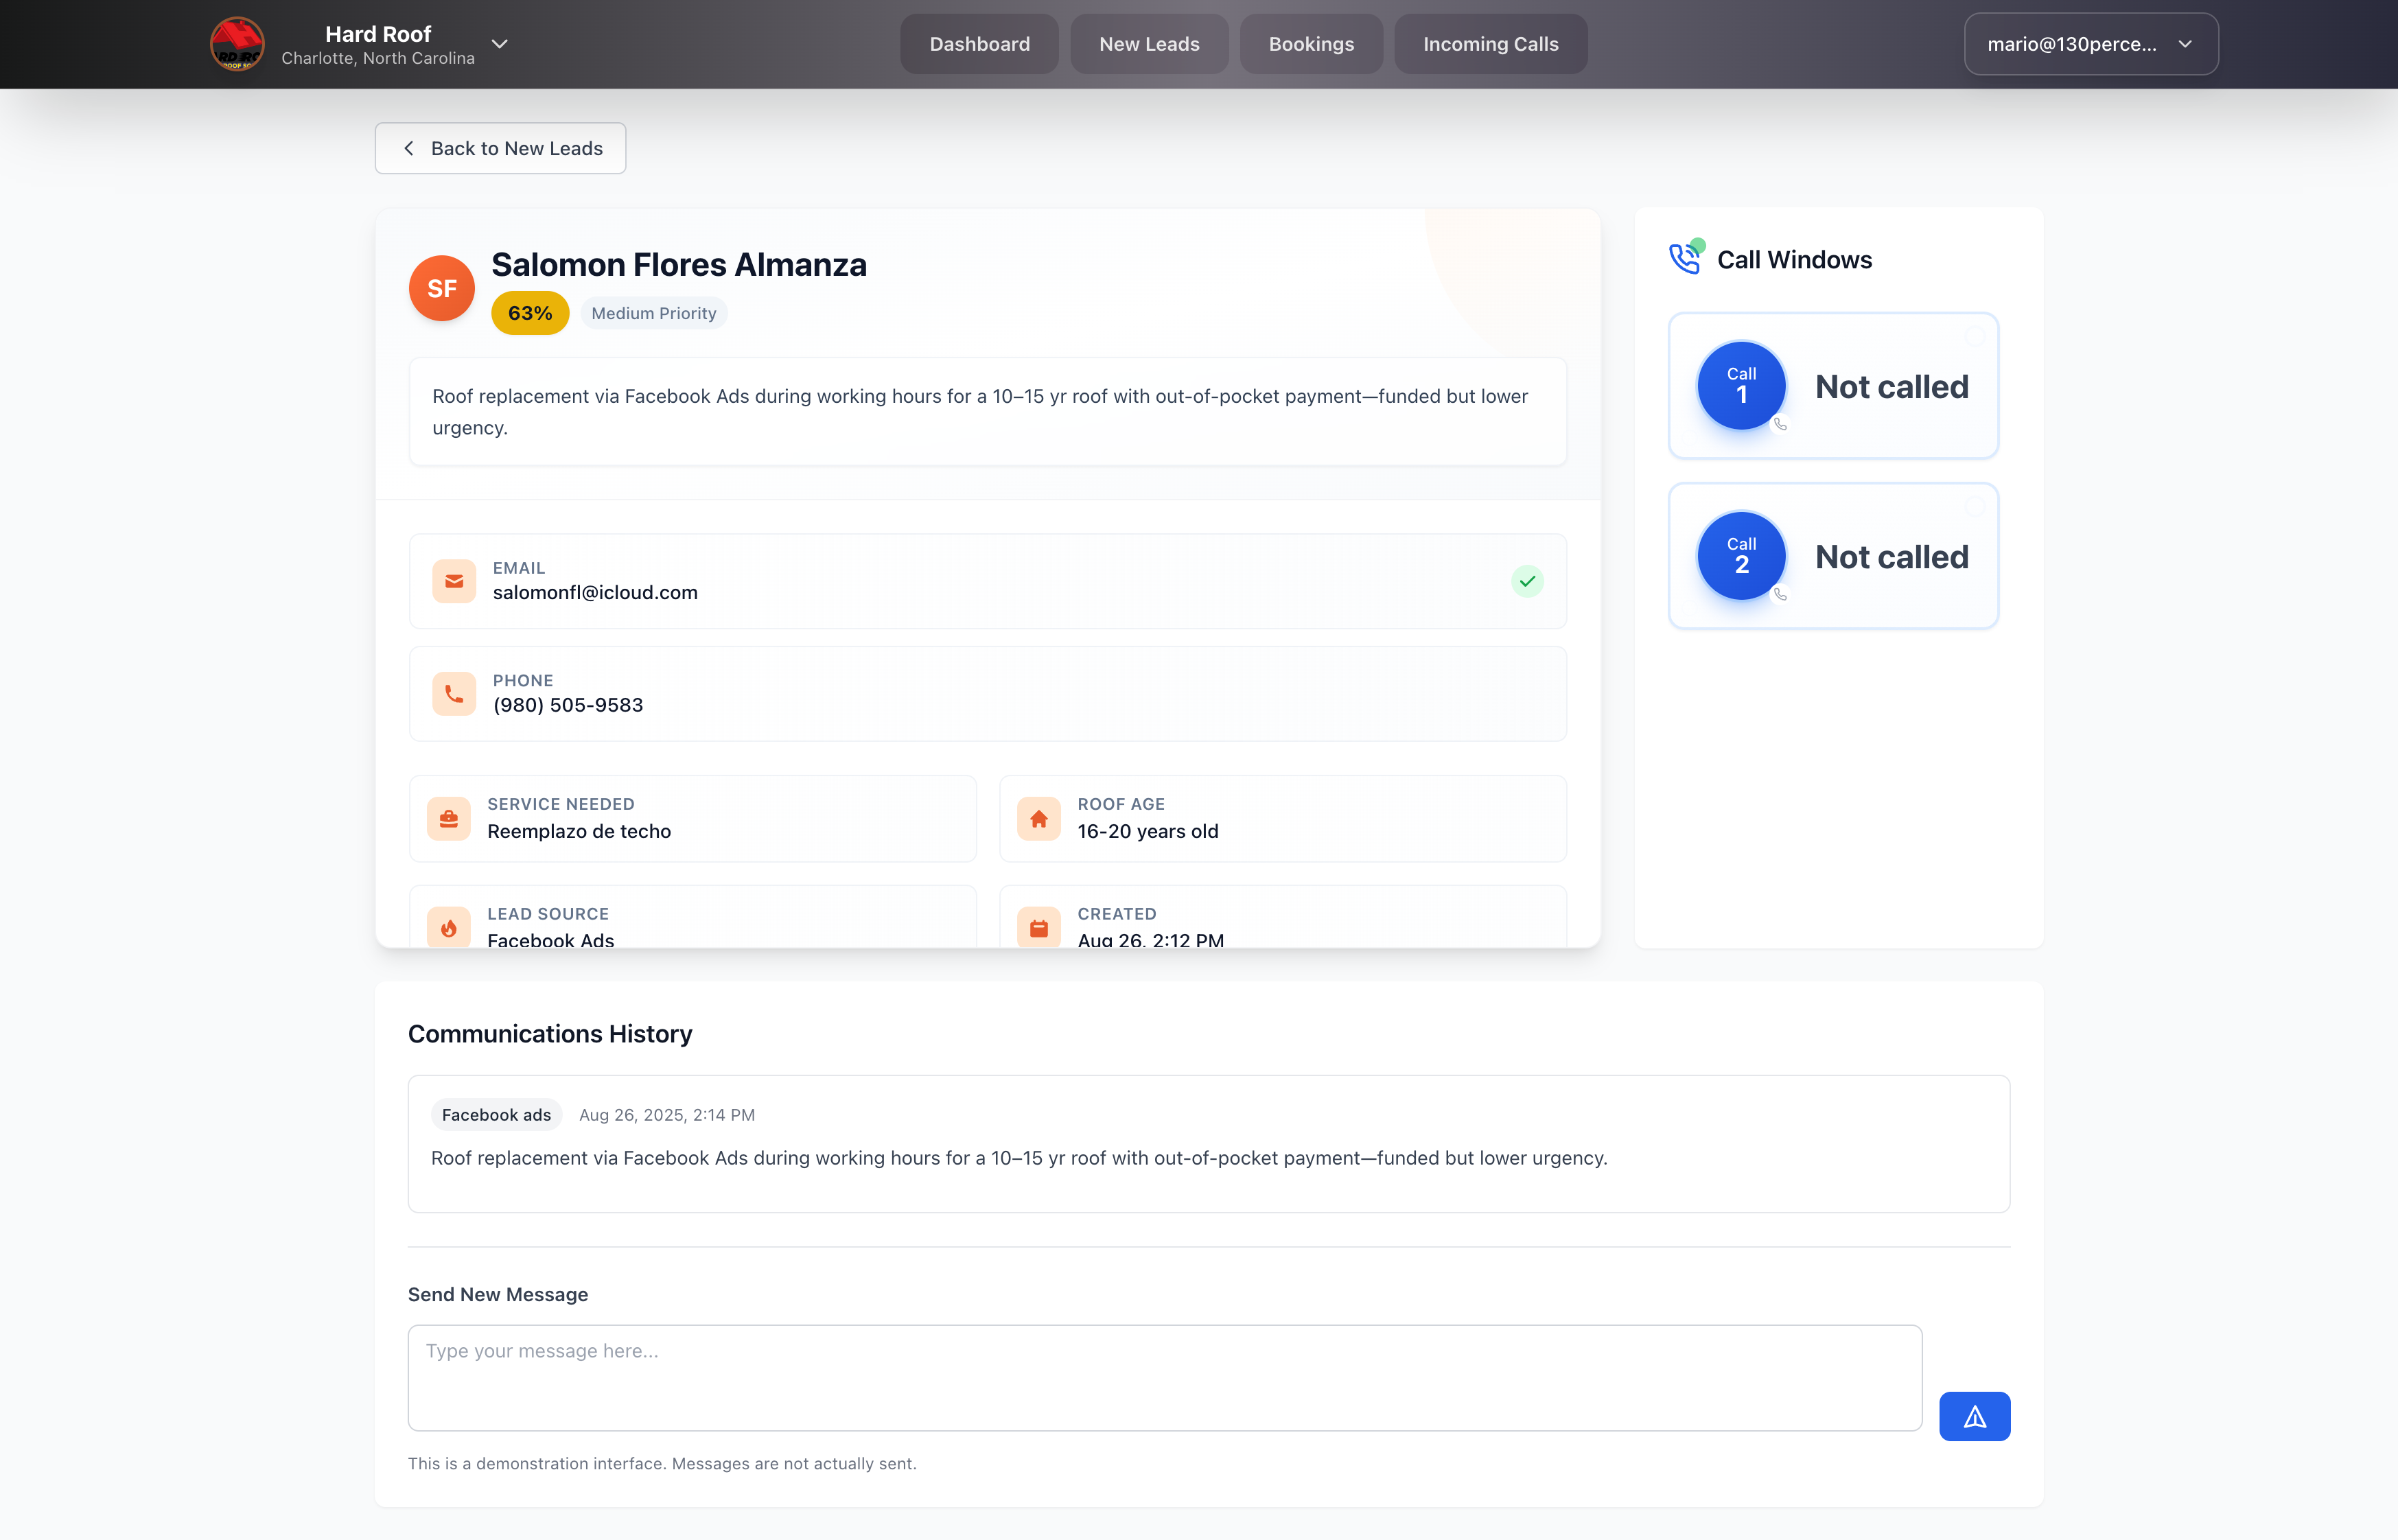 Hard Roof
Charlotte, North Carolina
Dashboard
New Leads
Bookings
Incoming Calls
mario@130perce...
Back to New Leads
SF
Salomon Flores Almanza
63%
Medium Priority
Roof replacement via Facebook Ads during working hours for a 10–15 yr roof with out-of-pocket payment—funded but lower
urgency.
EMAIL
salomonfl@icloud.com
PHONE
(980) 505-9583
SERVICE NEEDED
Reemplazo de techo
ROOF AGE
16-20 years old
LEAD SOURCE
Facebook Ads
CREATED
Aug 26, 2:12 PM
Call Windows
Call
1
Not called
Call
2
Not called
Communications History
Facebook ads
Aug 26, 2025, 2:14 PM
Roof replacement via Facebook Ads during working hours for a 10–15 yr roof with out-of-pocket payment—funded but lower urgency.
Send New Message
Type your message here...
This is a demonstration interface. Messages are not actually sent.